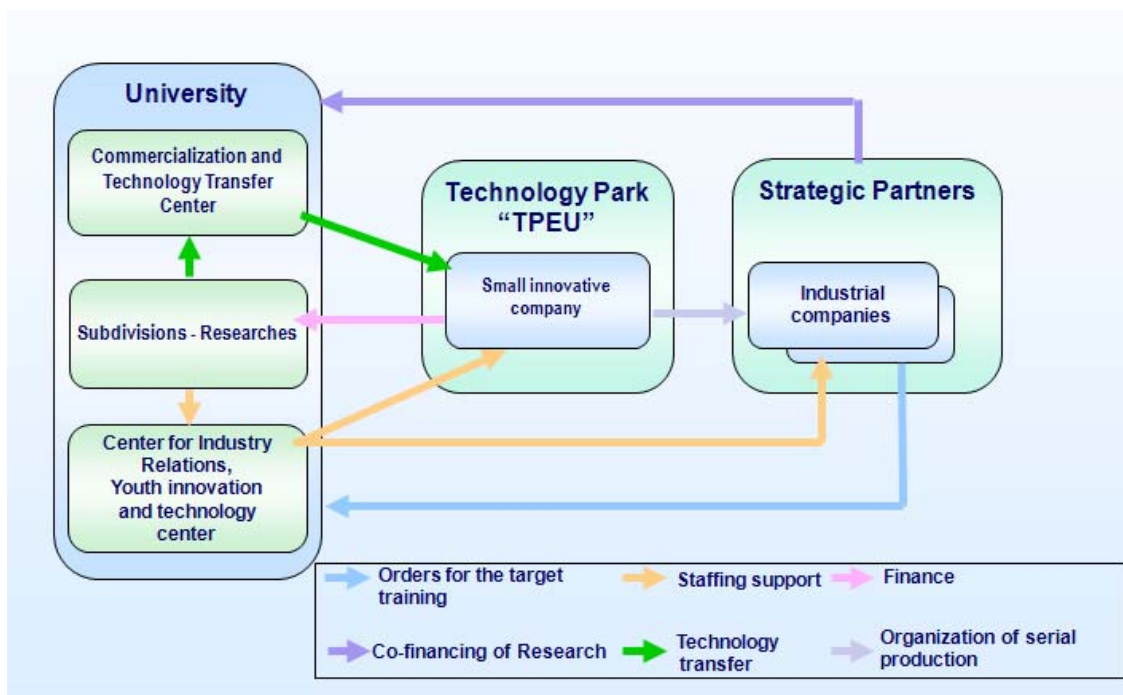 University
Commercialization and
Technology Transfer
Center
Subdivisions - Researches
Center for Industry
Relations,
Youth innovation
and technology
center
Technology Park
“TPEU”
Small innovative
company
Strategic Partners
Industrial
companies
Orders for the target
training
Staffing support
Finance
Co-financing of Research
Technology
transfer
Organization of serial
production